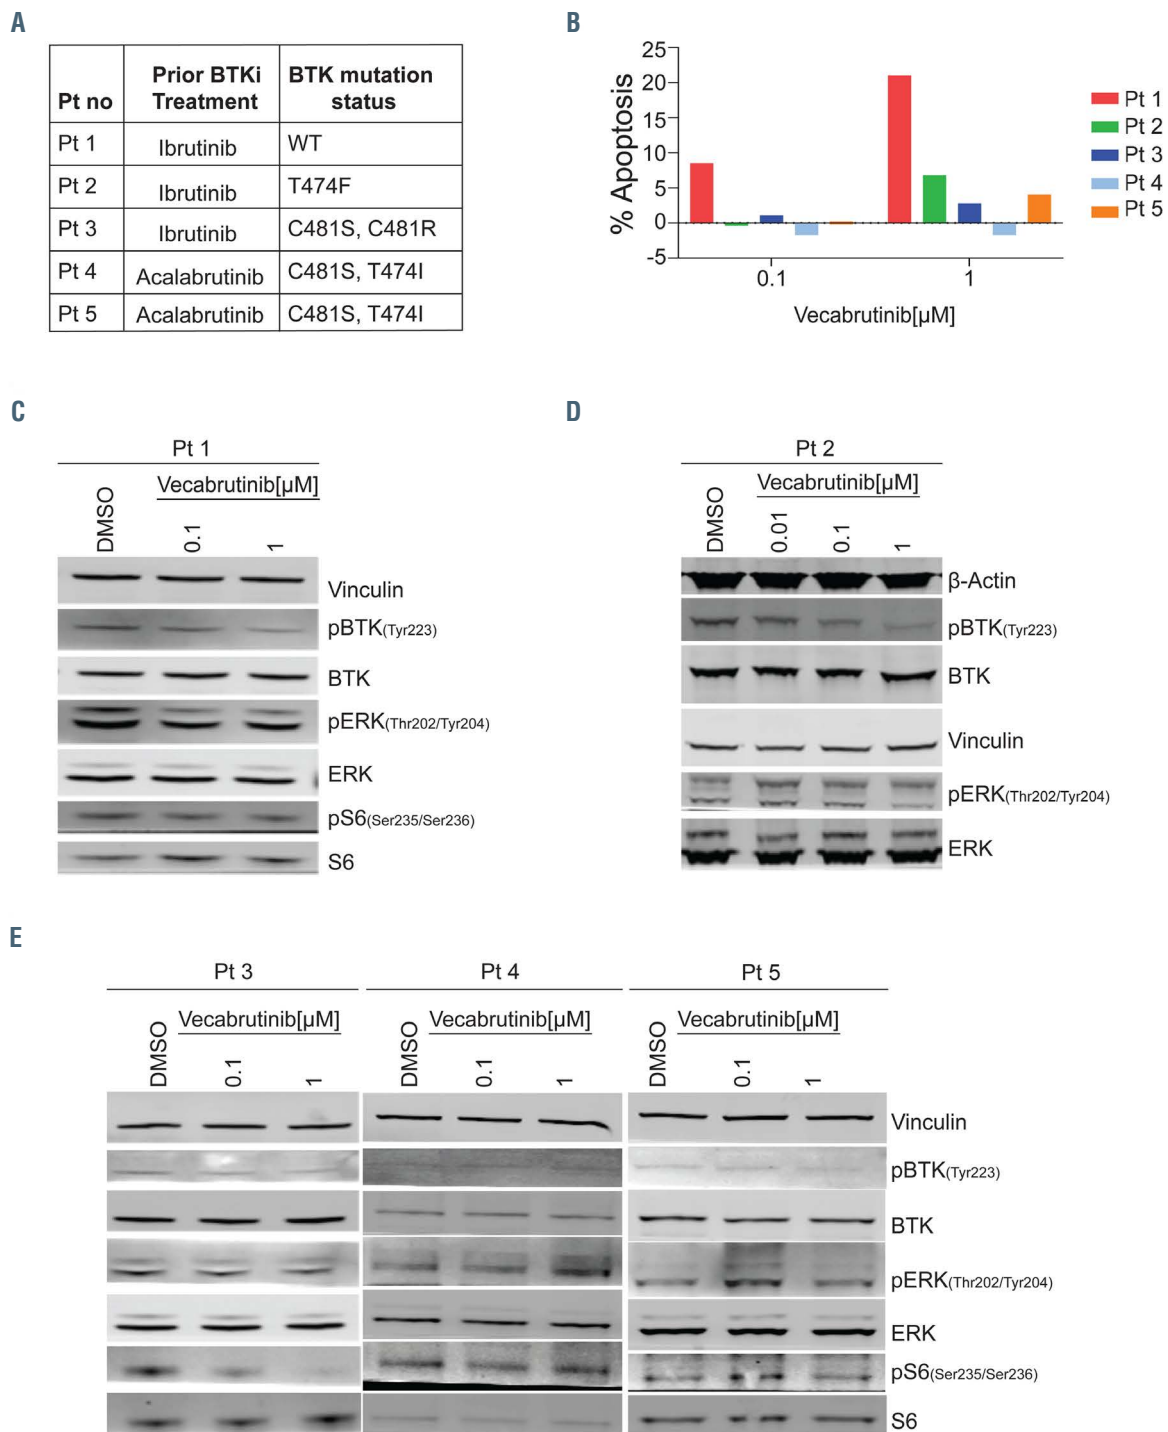 A
Pt no
Prior BTKi
Treatment
BTK mutation
status
Pt 1
Ibrutinib
WT
Pt 2
Ibrutinib
T474F
Pt 3
Ibrutinib
C481S, C481R
Pt 4
Acalabrutinib
C481S, T474I
Pt 5
Acalabrutinib
C481S, T474I
B
% Apoptosis
25
20
15
10
5
0
-5
0.1
1
Vecabrutinib[µM]
Pt 1
Pt 2
Pt 3
Pt 4
Pt 5
C
Pt 1
Vecabrutinib[µM]
DMSO
0.1
1
Vinculin
pBTK(Tyr223)
BTK
pERK(Thr202/Tyr204)
ERK
pS6(Ser235/Ser236)
S6
D
Pt 2
Vecabrutinib[µM]
DMSO
0.01
0.1
1
β-Actin
pBTK(Tyr223)
BTK
Vinculin
pERK(Thr202/Tyr204)
ERK
E
Pt 3
Vecabrutinib[µM]
DMSO
0.1
1
Pt 4
Vecabrutinib[µM]
DMSO
0.1
1
Pt 5
Vecabrutinib[µM]
DMSO
0.1
1
Vinculin
pBTK(Tyr223)
BTK
pERK(Thr202/Tyr204)
ERK
pS6(Ser235/Ser236)
S6